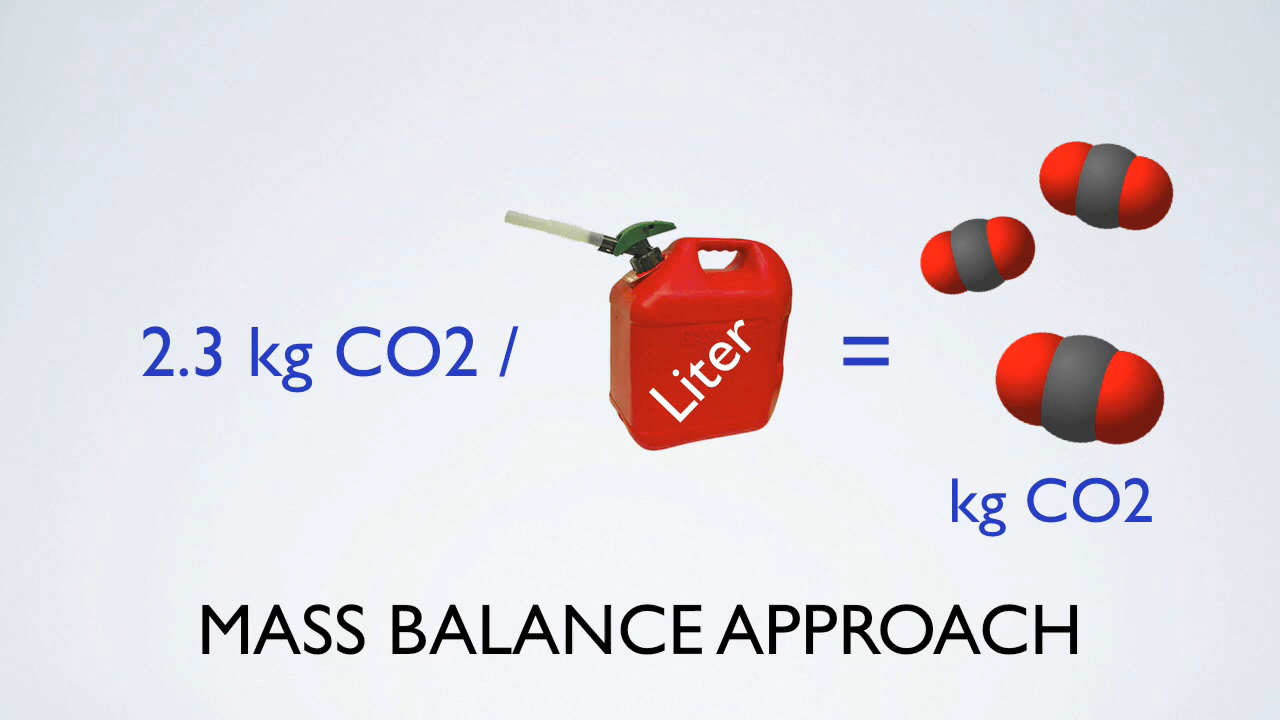 2.3 kg CO2 /
Liter
=
kg CO2
MASS BALANCE APPROACH